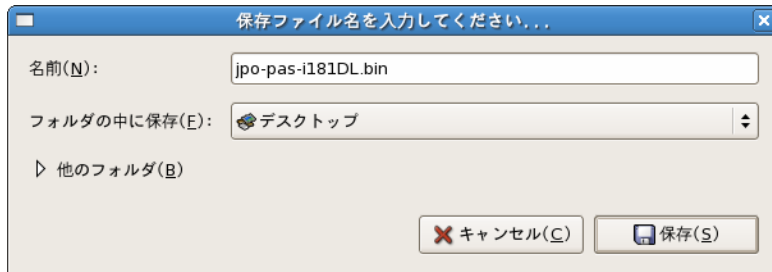 保存ファイル名を入力してください...
名前(N):
jpo-pas-i181DL.bin
フォルダの中に保存(F):
デスクトップ
他のフォルダ(B)
キャンセル(C)
保存(S)